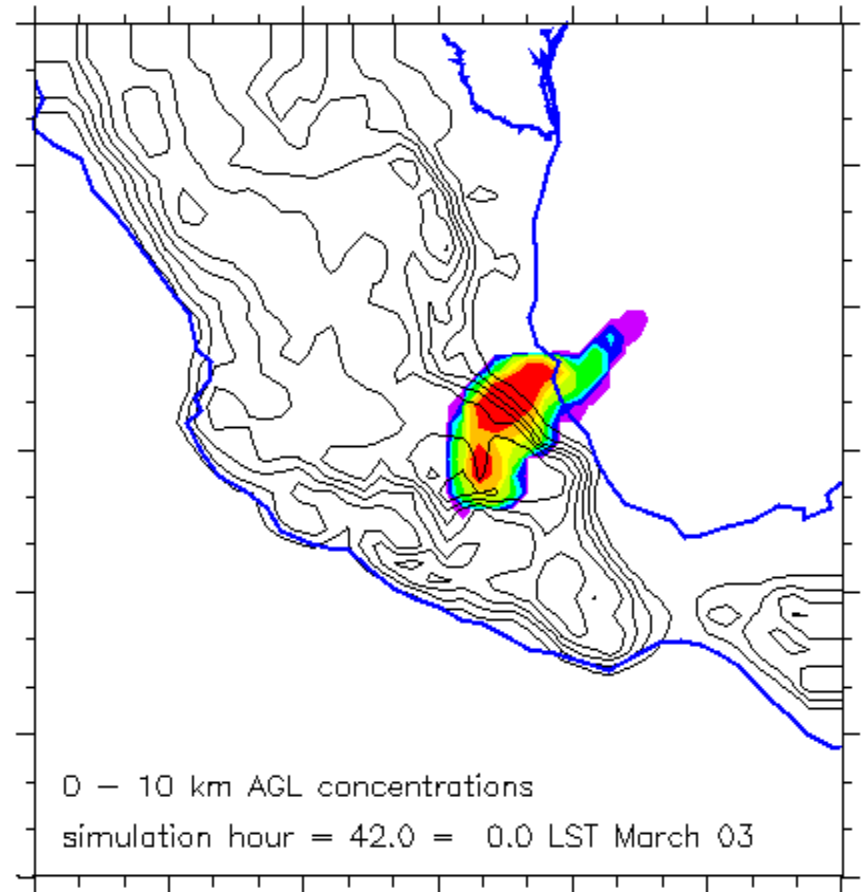 0 - 10 km AGL concentrations
simulation hour = 42.0 = 0.0 LST March 03